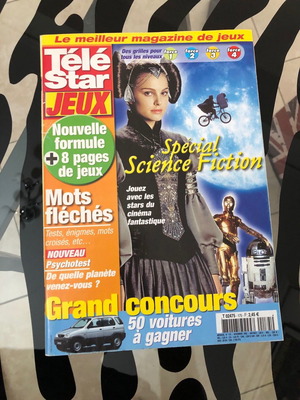 Le meilleur magazine de jeux
Télé
Star
JEUX
Des grilles pour
tous les niveaux
force
1
force
2
force
3
force
4
Nouvelle
formule
+ 8 pages
de jeux
Spécial
Science Fiction
Jouez
avec les
stars du
cinéma
fantastique
Mots
fléchés
Tests, énigmes, mots
croisés, etc...
NOUVEAU
Psychotest
De quelle planète
venez-vous ?
Grand concours
50 voitures
à gagner